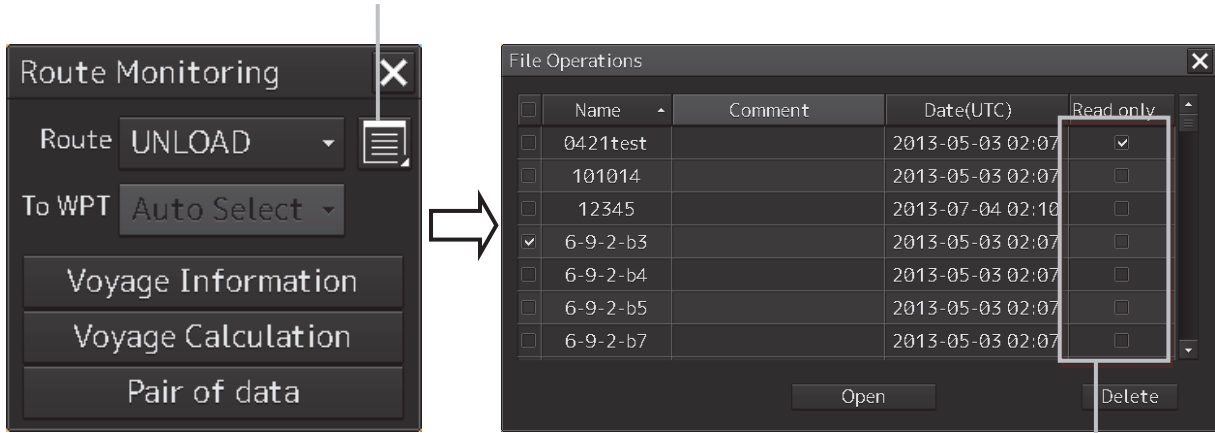 Route Monitoring
Route UNLOAD
To WPT Auto Select
Voyage Information
Voyage Calculation
Pair of data
File Operations
Name Comment Date(UTC) Read only
0421test 2013-05-03 02:07
101014 2013-05-03 02:07
12345 2013-07-04 02:10
6-9-2-b3 2013-05-03 02:07
6-9-2-b4 2013-05-03 02:07
6-9-2-b5 2013-05-03 02:07
6-9-2-b7 2013-05-03 02:07
Open Delete